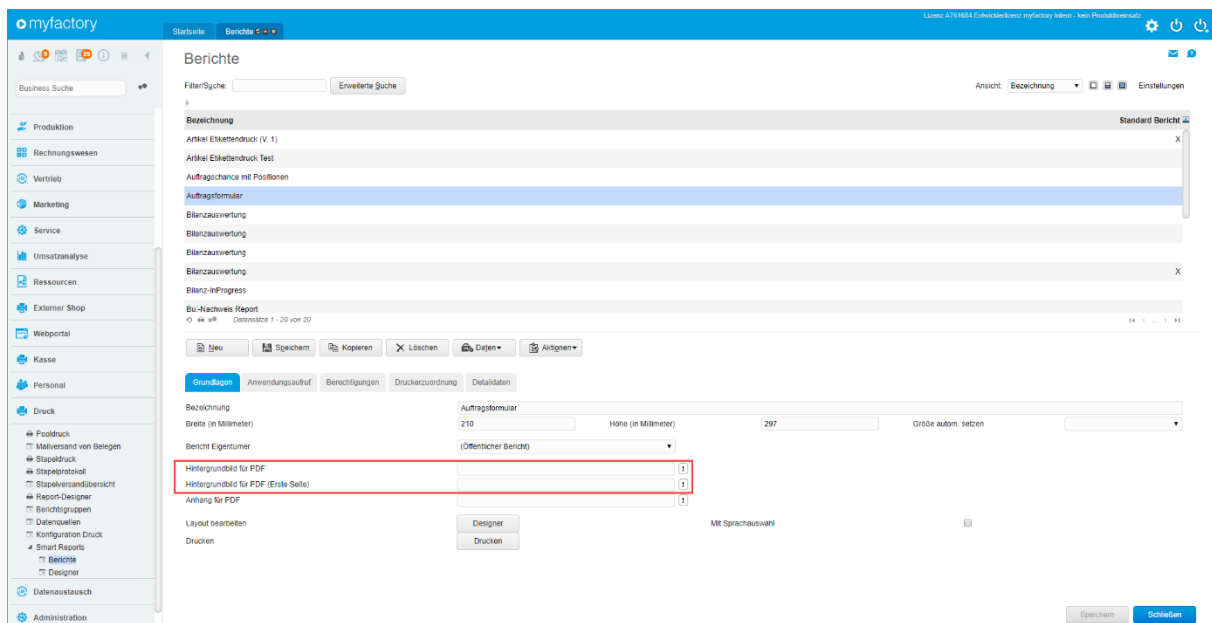 Lizenz A761684 Entwicklerlizenz myfactory Intern - kein Produktiveinsatz
myfactory
Startseite Berichte
Berichte
Business Suche
Filter/Suche: Erweiterte Suche Ansicht: Bezeichnung Einstellungen
Bezeichnung Standard Bericht
Artikel Etikettendruck (V. 1) X
Artikel Etikettendruck Test
Auftragschance mit Positionen
Auftragsformular
Bilanzauswertung
Bilanzauswertung
Bilanzauswertung
Bilanzauswertung X
Bilanz-InProgress
Bu.-Nachweis Report
Datensätze 1 - 20 von 20
Produktion
Rechnungswesen
Vertrieb
Marketing
Service
Umsatzanalyse
Ressourcen
Externer Shop
Webportal
Kasse
Personal
Druck
Pooldruck
Mailversand von Belegen
Stapeldruck
Stapelprotokoll
Stapelversandübersicht
Report-Designer
Berichtsgruppen
Datenquellen
Konfiguration Druck
Smart Reports
Berichte
Designer
Datenaustausch
Administration
Neu Speichern Kopieren Löschen Daten Aktionen
Grundlagen Anwendungsaufruf Berechtigungen Druckerzuordnung Detaildaten
Bezeichnung Auftragsformular
Breite (in Millimeter) 210 Höhe (in Millimeter) 297 Größe autom. setzen
Bericht Eigentümer (Öffentlicher Bericht)
Hintergrundbild für PDF
Hintergrundbild für PDF (Erste Seite)
Anhang für PDF
Layout bearbeiten Designer Mit Sprachauswahl
Drucken Drucken
Speichern Schließen